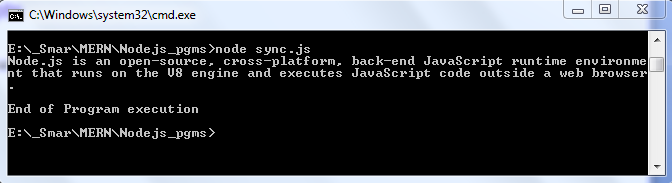 C:\Windows\system32\cmd.exe
E:\_Smar\MERN\Nodejs_pgms>node sync.js
Node.js is an open-source, cross-platform, back-end JavaScript runtime environme
nt that runs on the V8 engine and executes JavaScript code outside a web browser
.
End of Program execution
E:\_Smar\MERN\Nodejs_pgms>